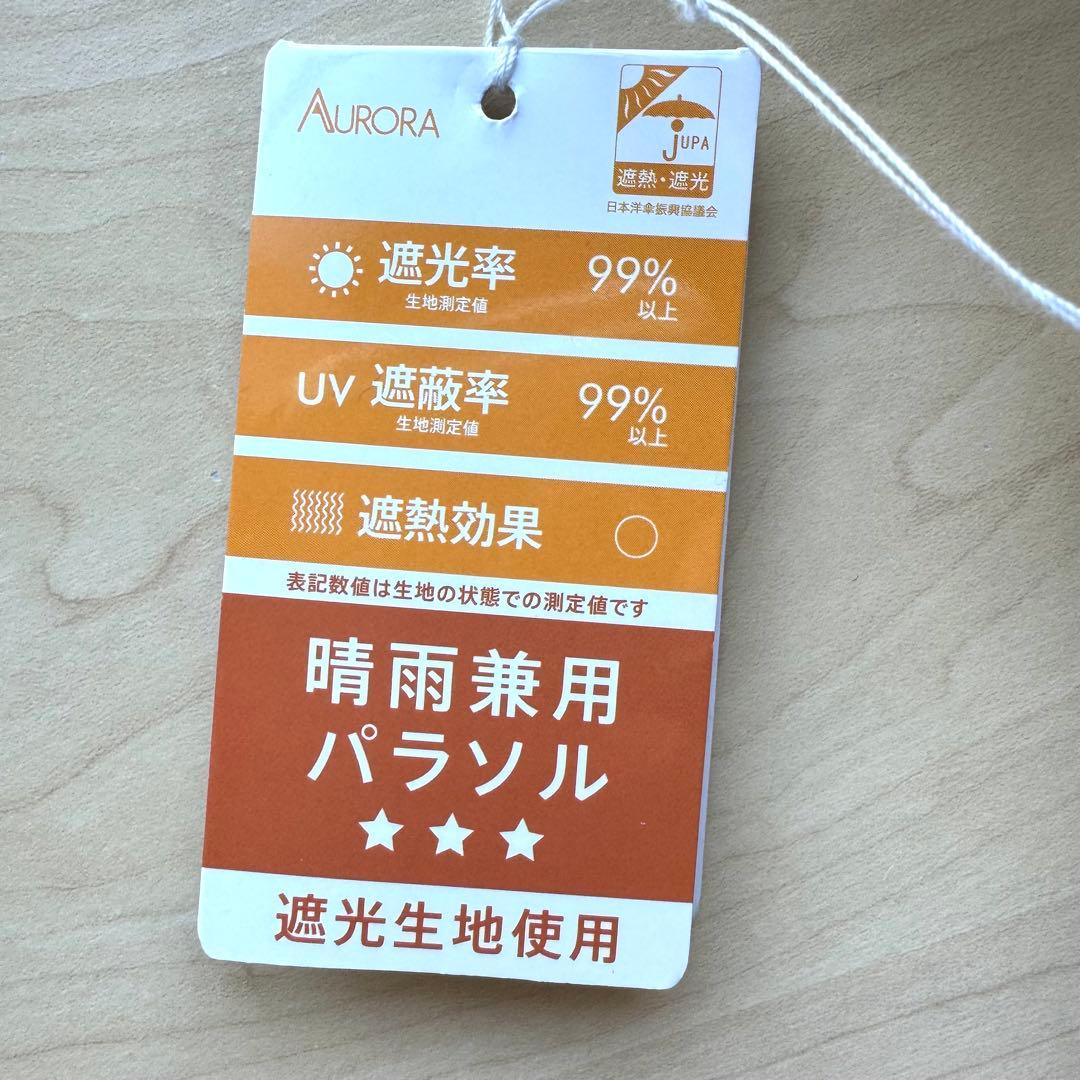 AURORA
JUPA
遮熱・遮光
日本洋傘振興協議会
遮光率
生地測定値
99%
以上
UV 遮蔽率
生地測定値
99%
以上
遮熱効果 ○
表記数値は生地の状態での測定値です
晴雨兼用
パラソル
★★★
遮光生地使用